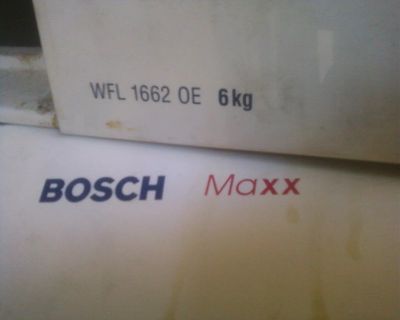 WFL 1662 OE 6kg
BOSCH Maxx